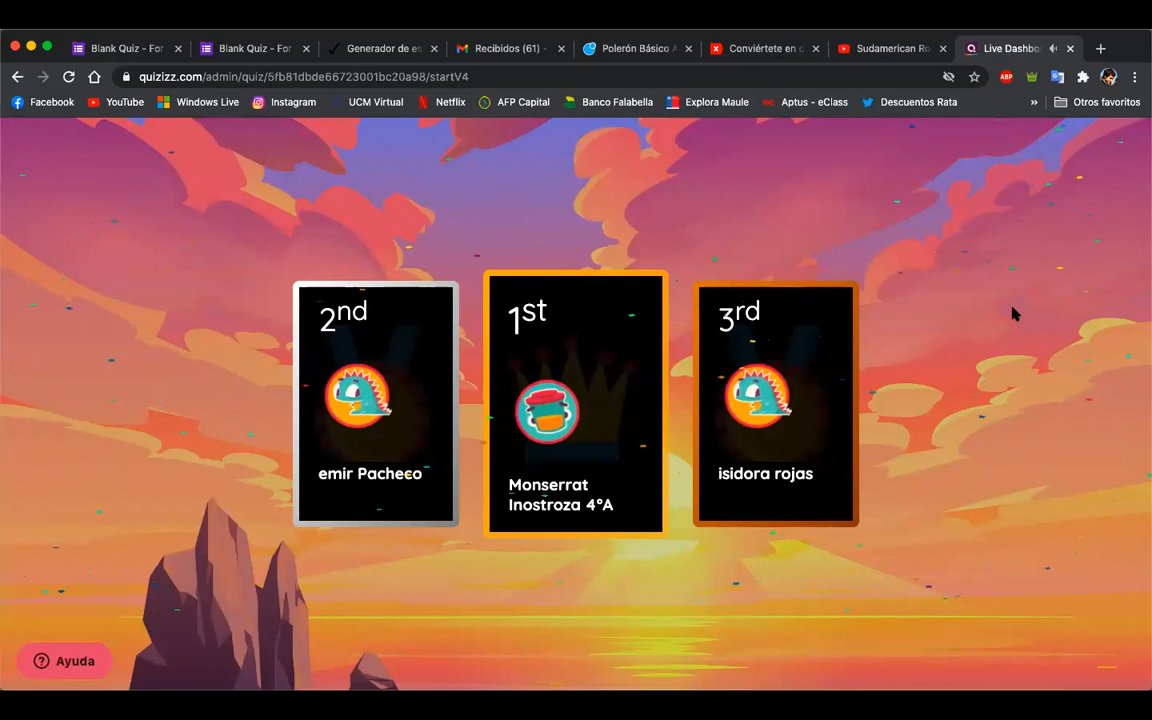 Blank Quiz - For
Blank Quiz - For
Generador de es
Recibidos (61) -
Polerón Básico A
Conviértete en c
Sudamerican Ro
Live Dashbo
quizizz.com/admin/quiz/5fb81dbde66723001bc20a98/startV4
ABP
Facebook
YouTube
Windows Live
Instagram
UCM Virtual
Netflix
AFP Capital
Banco Falabella
Explora Maule
Aptus - eClass
Descuentos Rata
»
Otros favoritos
2nd
emir Pacheco
1st
Monserrat
Inostroza 4°A
3rd
isidora rojas
? Ayuda